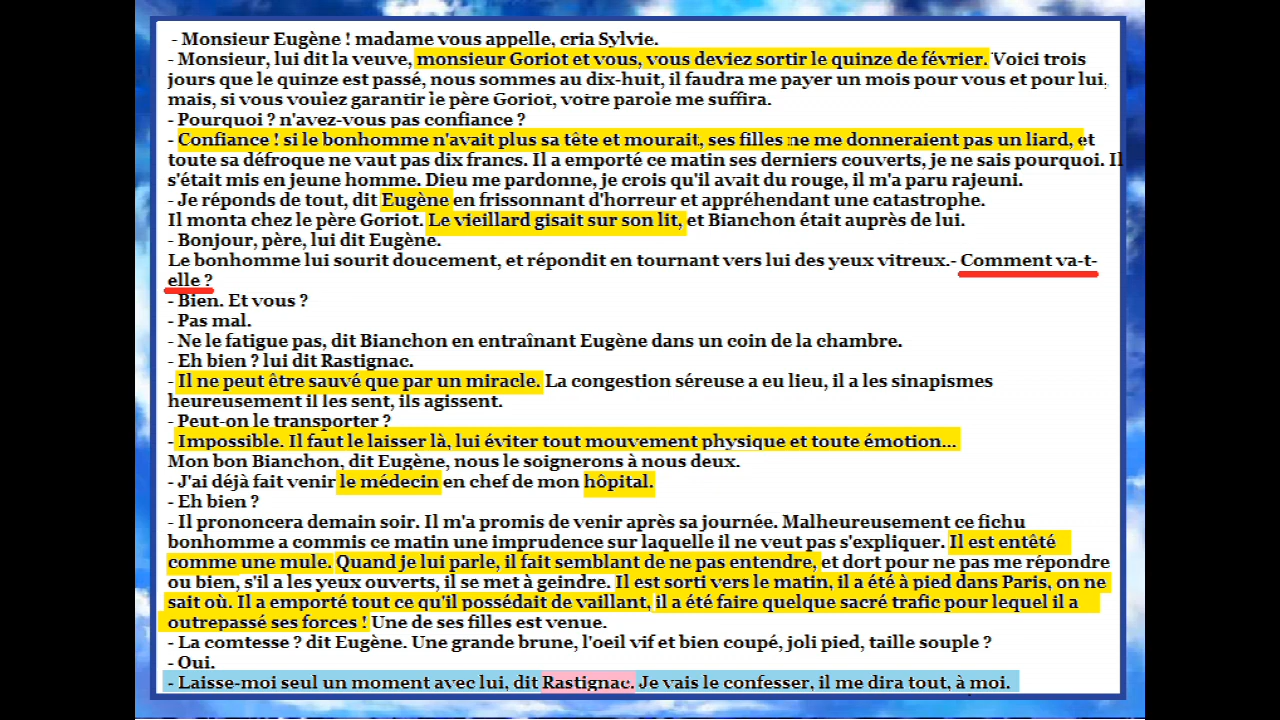 - Monsieur Eugène ! madame vous appelle, cria Sylvie.
- Monsieur, lui dit la veuve, monsieur Goriot et vous, vous deviez sortir le quinze de février. Voici trois
jours que le quinze est passé, nous sommes au dix-huit, il faudra me payer un mois pour vous et pour lui,
mais, si vous voulez garantir le père Goriot, votre parole me suffira.
- Pourquoi ? n'avez-vous pas confiance ?
- Confiance ! si le bonhomme n'avait plus sa tête et mourait, ses filles ne me donneraient pas un liard, et
toute sa défroque ne vaut pas dix francs. Il a emporté ce matin ses derniers couverts, je ne sais pourquoi. Il
s'était mis en jeune homme. Dieu me pardonne, je crois qu'il avait du rouge, il m'a paru rajeuni.
- Je réponds de tout, dit Eugène en frissonnant d'horreur et appréhendant une catastrophe.
Il monta chez le père Goriot. Le vieillard gisait sur son lit, et Bianchon était auprès de lui.
- Bonjour, père, lui dit Eugène.
Le bonhomme lui sourit doucement, et répondit en tournant vers lui des yeux vitreux.- Comment va-t-
elle ?
- Bien. Et vous ?
- Pas mal.
- Ne le fatigue pas, dit Bianchon en entraînant Eugène dans un coin de la chambre.
- Eh bien ? lui dit Rastignac.
- Il ne peut être sauvé que par un miracle. La congestion séreuse a eu lieu, il a les sinapismes
heureusement il les sent, ils agissent.
- Peut-on le transporter ?
- Impossible. Il faut le laisser là, lui éviter tout mouvement physique et toute émotion...
Mon bon Bianchon, dit Eugène, nous le soignerons à nous deux.
- J'ai déjà fait venir le médecin en chef de mon hôpital.
- Eh bien ?
- Il prononcera demain soir. Il m'a promis de venir après sa journée. Malheureusement ce fichu
bonhomme a commis ce matin une imprudence sur laquelle il ne veut pas s'expliquer. Il est entêté
comme une mule. Quand je lui parle, il fait semblant de ne pas entendre, et dort pour ne pas me répondre
ou bien, s'il a les yeux ouverts, il se met à geindre. Il est sorti vers le matin, il a été à pied dans Paris, on ne
sait où. Il a emporté tout ce qu'il possédait de vaillant, il a été faire quelque sacré trafic pour lequel il a
outrepassé ses forces ! Une de ses filles est venue.
- La comtesse ? dit Eugène. Une grande brune, l'oeil vif et bien coupé, joli pied, taille souple ?
- Oui.
- Laisse-moi seul un moment avec lui, dit Rastignac. Je vais le confesser, il me dira tout, à moi.